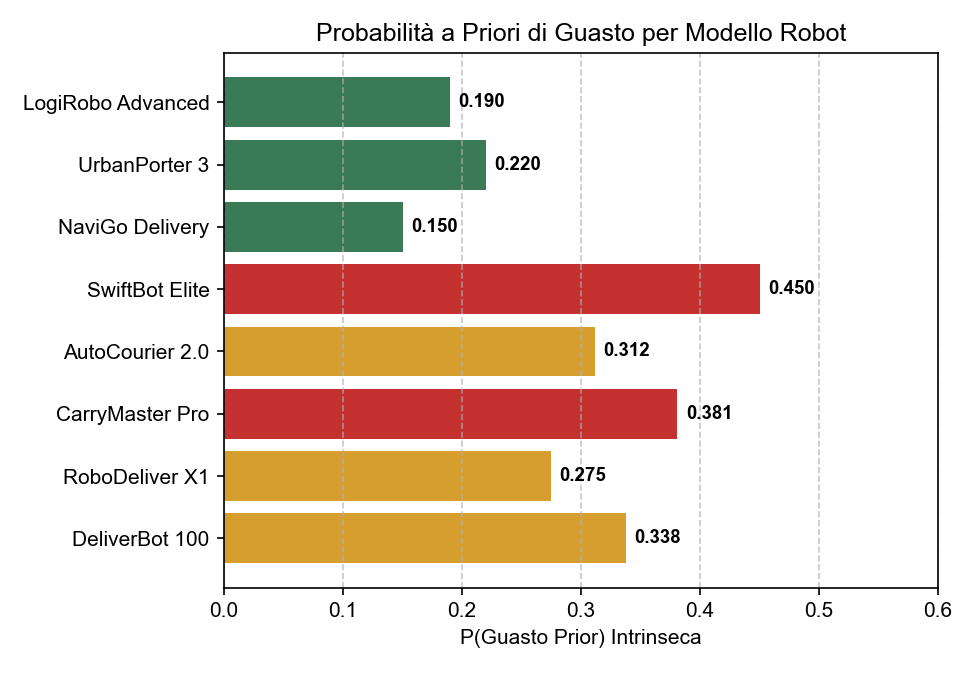 Probabilità a Priori di Guasto per Modello Robot
LogiRobo Advanced 0.190
UrbanPorter 3 0.220
NaviGo Delivery 0.150
SwiftBot Elite 0.450
AutoCourier 2.0 0.312
CarryMaster Pro 0.381
RoboDeliver X1 0.275
DeliverBot 100 0.338
0.0 0.1 0.2 0.3 0.4 0.5 0.6
P(Guasto Prior) Intrinseca